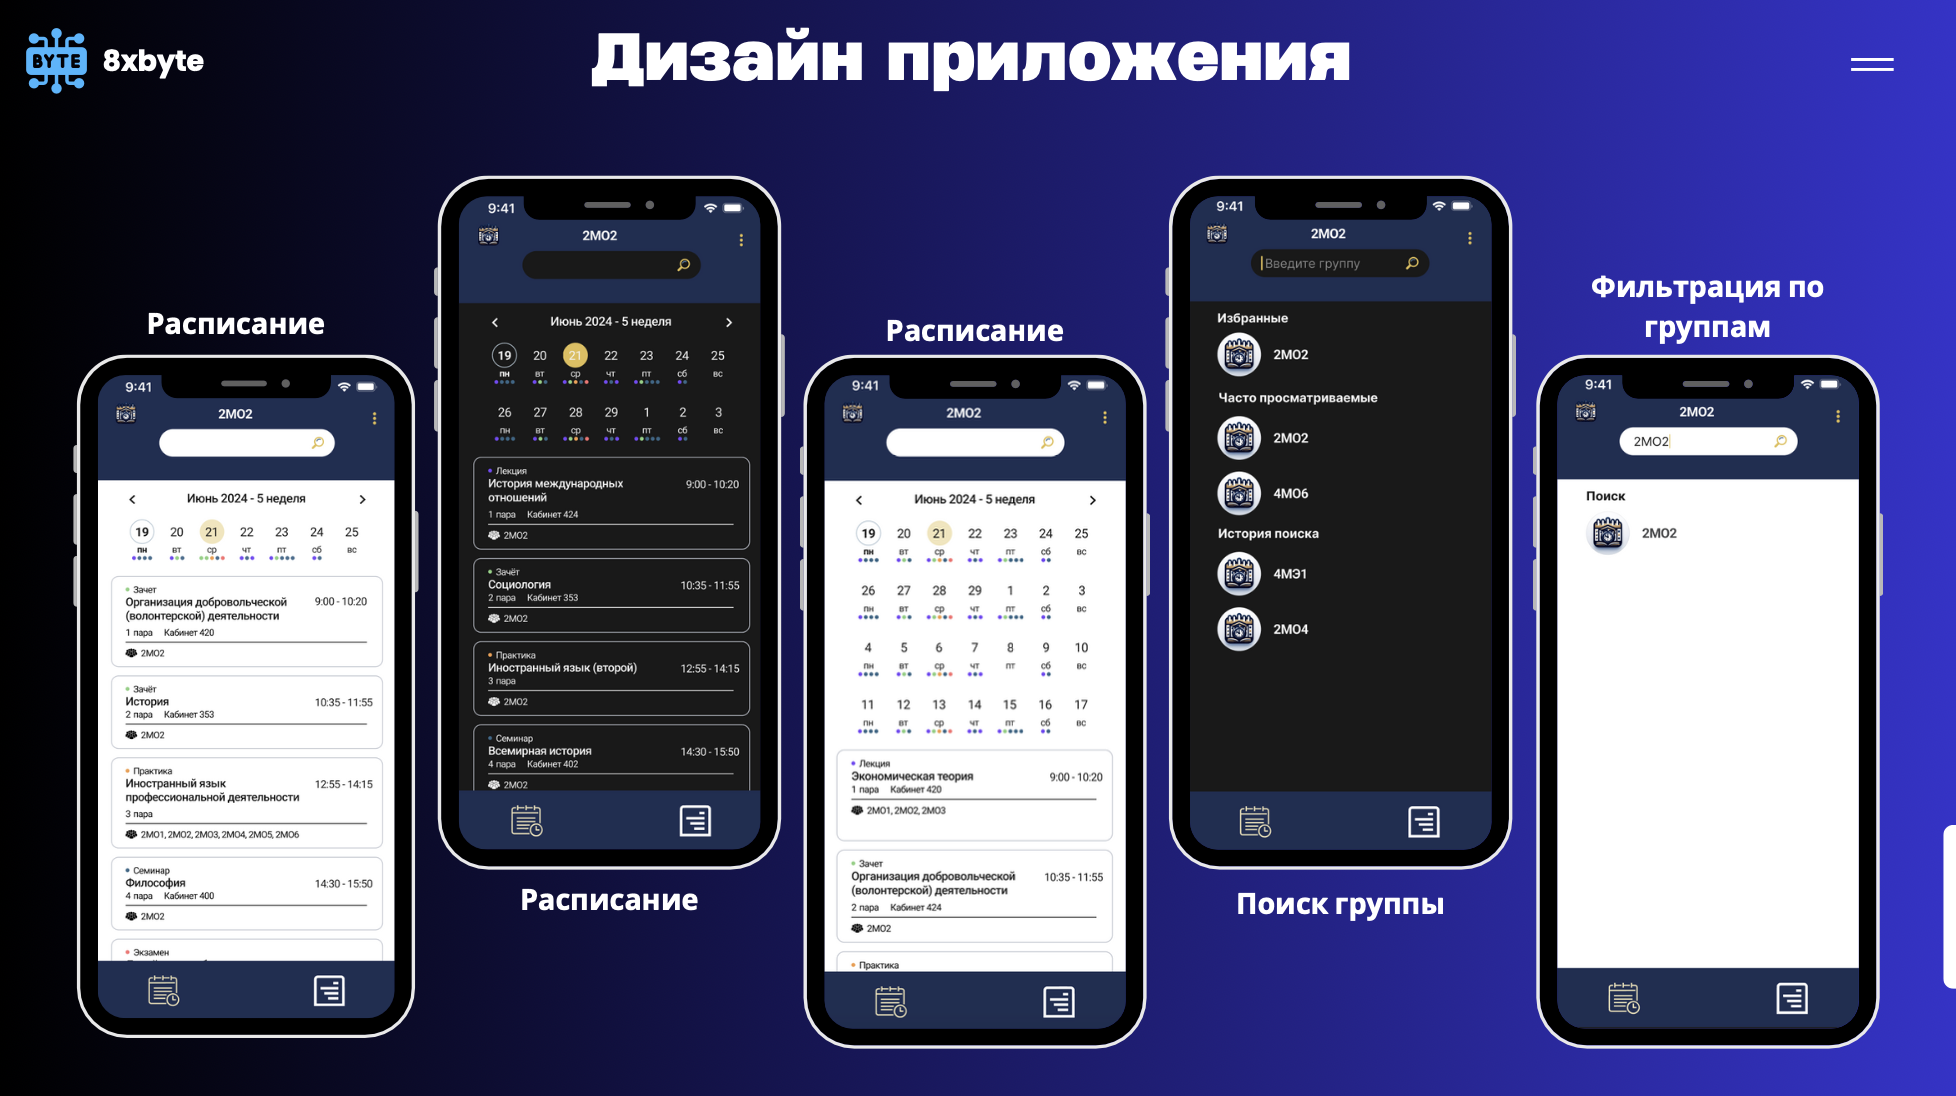 BYTE
8xbyte
Дизайн приложения
Расписание
9:41
2МО2
Июнь 2024 - 5 неделя
19 20 21 22 23 24 25
пн вт ср чт пт сб вс
Зачет
Организация добровольческой
(волонтерской) деятельности
9:00 - 10:20
1 пара Кабинет 420
2МО2
Зачёт
История
10:35 - 11:55
2 пара Кабинет 353
2МО2
Практика
Иностранный язык
профессиональной деятельности
12:55 - 14:15
3 пара
2МО1, 2МО2, 2МО3, 2МО4, 2МО5, 2МО6
Семинар
Философия
14:30 - 15:50
4 пара Кабинет 400
2МО2
Экзамен
9:41
2МО2
Июнь 2024 - 5 неделя
19 20 21 22 23 24 25
пн вт ср чт пт сб вс
26 27 28 29 1 2 3
пн вт ср чт пт сб вс
Лекция
История международных
отношений
9:00 - 10:20
1 пара Кабинет 424
2МО2
Зачёт
Социология
10:35 - 11:55
2 пара Кабинет 353
2МО2
Практика
Иностранный язык (второй)
12:55 - 14:15
3 пара
2МО2
Семинар
Всемирная история
14:30 - 15:50
4 пара Кабинет 402
2МО2
Расписание
Расписание
9:41
2МО2
Июнь 2024 - 5 неделя
19 20 21 22 23 24 25
пн вт ср чт пт сб вс
26 27 28 29 1 2 3
пн вт ср чт пт сб вс
4 5 6 7 8 9 10
пн вт ср чт пт сб вс
11 12 13 14 15 16 17
пн вт ср чт пт сб вс
Лекция
Экономическая теория
9:00 - 10:20
1 пара Кабинет 420
2МО1, 2МО2, 2МО3
Зачет
Организация добровольческой
(волонтерской) деятельности
10:35 - 11:55
2 пара Кабинет 424
2МО2
Практика
9:41
2МО2
Введите группу
Избранные
2МО2
Часто просматриваемые
2МО2
4МО6
История поиска
4МЭ1
2МО4
Поиск группы
Фильтрация по
группам
9:41
2МО2
2МО2
Поиск
2МО2